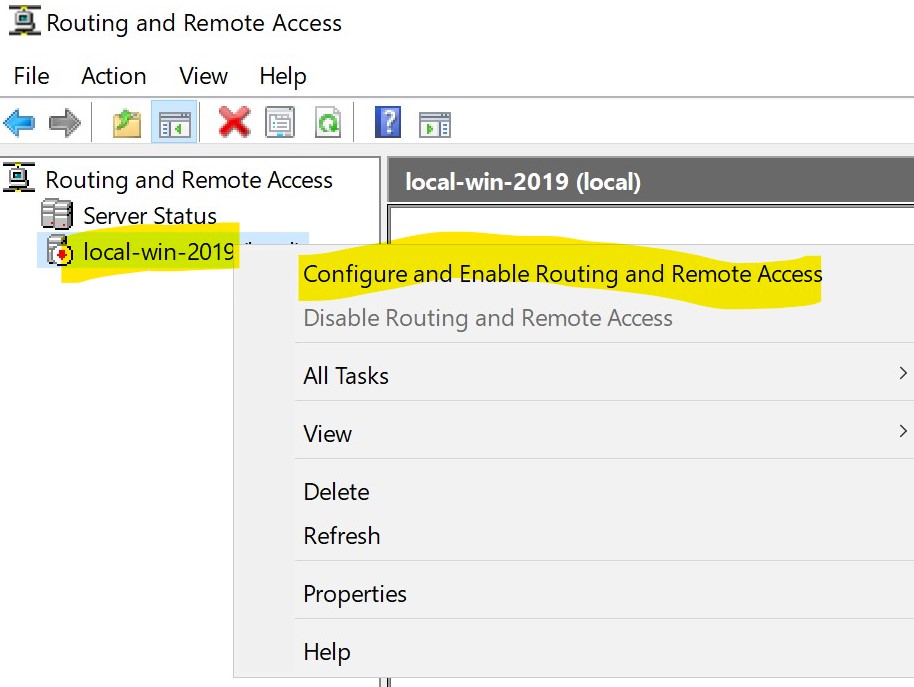 Routing and Remote Access
File Action View Help
Routing and Remote Access
local-win-2019 (local)
Server Status
local-win-2019
Configure and Enable Routing and Remote Access
Disable Routing and Remote Access
All Tasks
View
Delete
Refresh
Properties
Help